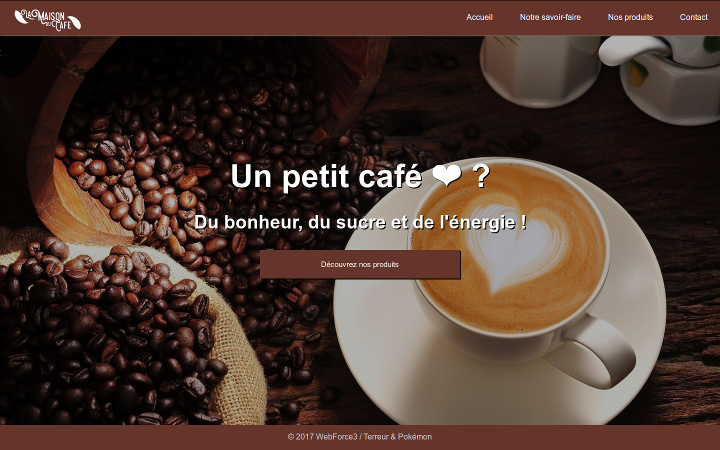 LA MAISON
DU CAFÉ
Accueil
Notre savoir-faire
Nos produits
Contact
Un petit café ❤ ?
Du bonheur, du sucre et de l'énergie !
Découvrez nos produits
© 2017 WebForce3 / Terreur & Pokémon